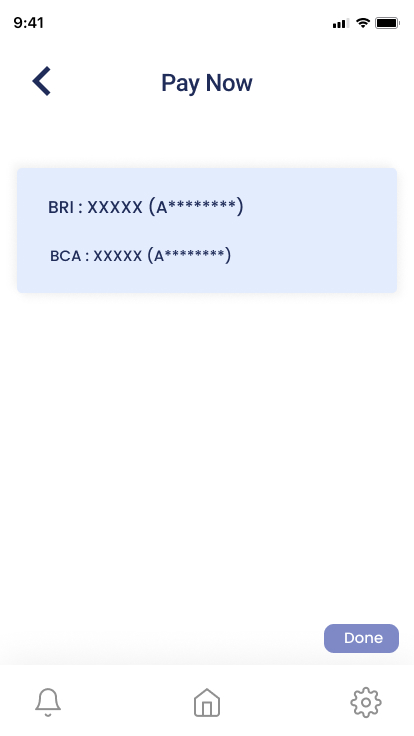 9:41
Pay Now
BRI : XXXXX (A********)
BCA : XXXXX (A********)
Done